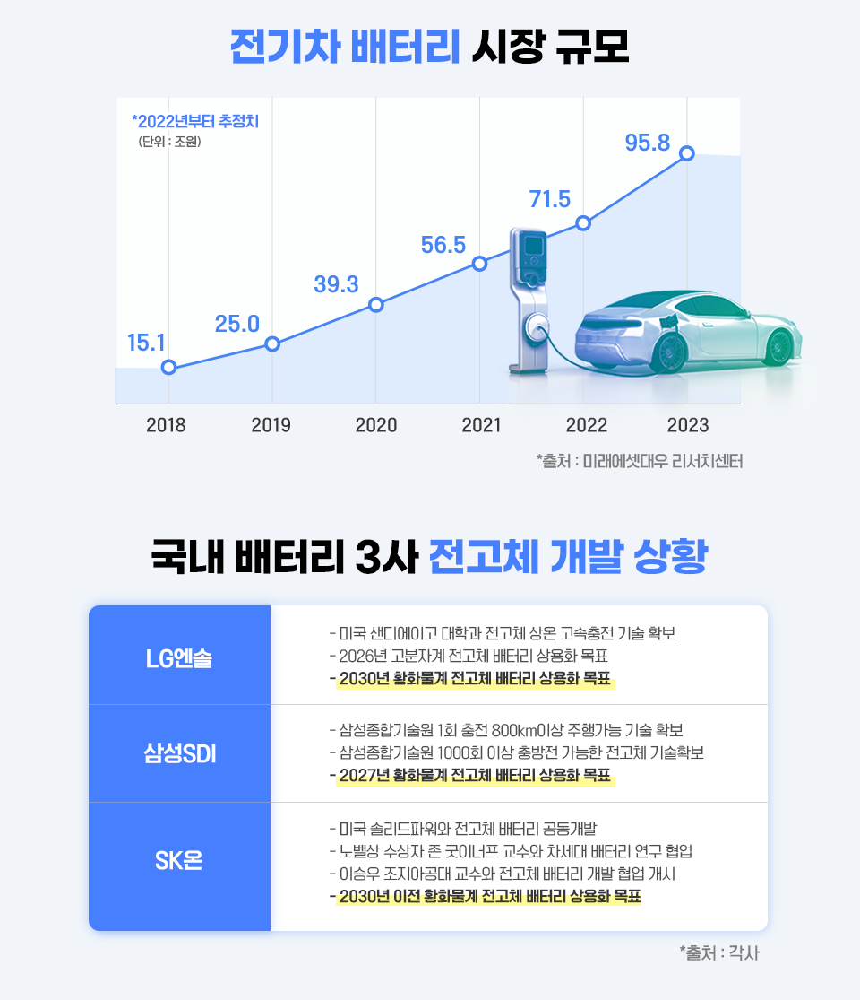 전기차 배터리 시장 규모
*2022년부터 추정치
(단위 : 조원)
15.1
25.0
39.3
56.5
71.5
95.8
2018 2019 2020 2021 2022 2023
*출처 : 미래에셋대우 리서치센터
국내 배터리 3사 전고체 개발 상황
LG엔솔
- 미국 샌디에이고 대학과 전고체 상온 고속충전 기술 확보
- 2026년 고분자계 전고체 배터리 상용화 목표
- 2030년 황화물계 전고체 배터리 상용화 목표
삼성SDI
- 삼성종합기술원 1회 충전 800km이상 주행가능 기술 확보
- 삼성종합기술원 1000회 이상 충방전 가능한 전고체 기술확보
- 2027년 황화물계 전고체 배터리 상용화 목표
SK온
- 미국 솔리드파워와 전고체 배터리 공동개발
- 노벨상 수상자 존 굿이너프 교수와 차세대 배터리 연구 협업
- 이승우 조지아공대 교수와 전고체 배터리 개발 협업 개시
- 2030년 이전 황화물계 전고체 배터리 상용화 목표
*출처 : 각사